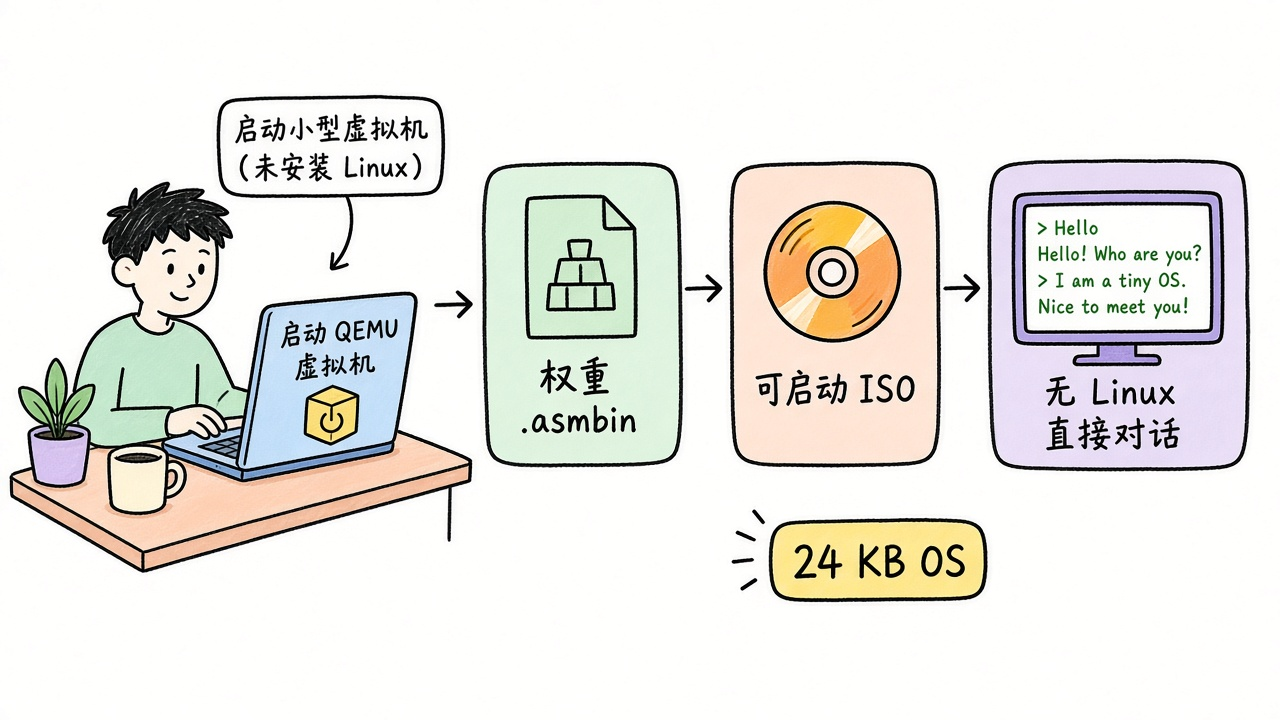 启动小型虚拟机
（未安装 Linux）
启动 QEMU
虚拟机
权重
.asmbin
可启动 ISO
> Hello
Hello! Who are you?
> I am a tiny OS.
Nice to meet you!
无 Linux
直接对话
24 KB OS